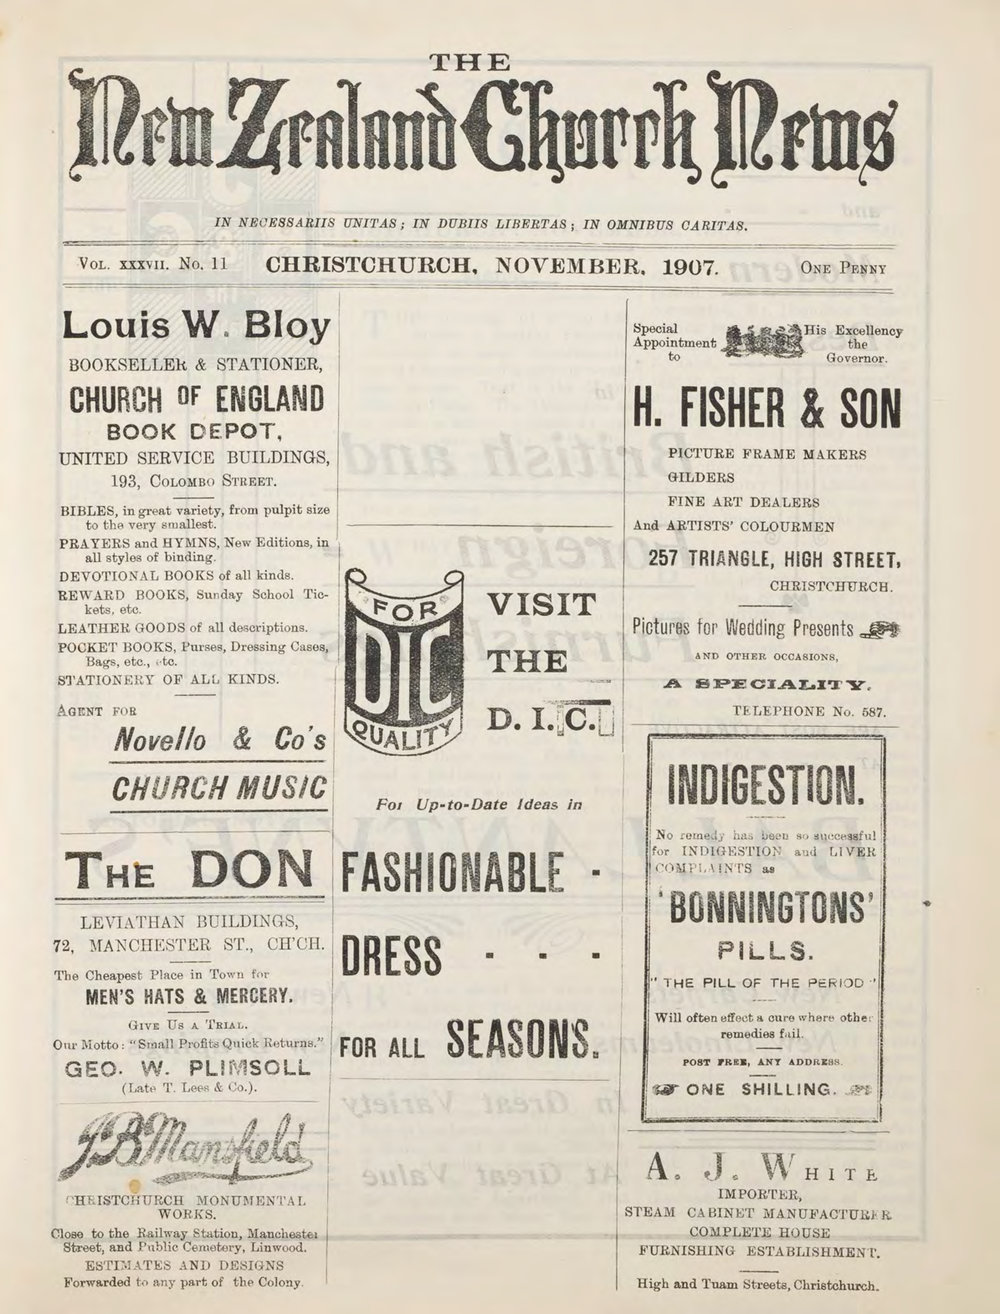 THE
New Zealand Church News
IN NECESSARIIS UNITAS; IN DUBIIS LIBERTAS; IN OMNIBUS CARITAS.
VOL. XXXVII. No. 11 CHRISTCHURCH, NOVEMBER, 1907. ONE PENNY
Louis W. Bloy
BOOKSELLER & STATIONER,
CHURCH OF ENGLAND
BOOK DEPOT,
UNITED SERVICE BUILDINGS,
193, COLOMBO STREET.
BIBLES, in great variety, from pulpit size
to the very smallest.
PRAYERS and HYMNS, New Editions, in
all styles of binding.
DEVOTIONAL BOOKS of all kinds.
REWARD BOOKS, Sunday School Tic-
kets, etc.
LEATHER GOODS of all descriptions.
POCKET BOOKS, Purses, Dressing Cases,
Bags, etc., etc.
STATIONERY OF ALL KINDS.
AGENT FOR
Novello & Co's
CHURCH MUSIC
THE DON
LEVIATHAN BUILDINGS,
72, MANCHESTER ST., CH'CH.
The Cheapest Place in Town for
MEN'S HATS & MERCERY.
GIVE US A TRIAL.
Our Motto: "Small Profits Quick Returns."
GEO. W. PLIMSOLL
(Late T. Lees & Co.).
J B Mansfield
CHRISTCHURCH MONUMENTAL
WORKS.
Close to the Railway Station, Manchester
Street, and Public Cemetery, Linwood.
ESTIMATES AND DESIGNS
Forwarded to any part of the Colony.
FOR
DIC
QUALITY
VISIT
THE
D. I. C.
For Up-to-Date Ideas in
FASHIONABLE -
DRESS - - -
FOR ALL SEASONS.
Special
Appointment
to
His Excellency
the
Governor.
H. FISHER & SON
PICTURE FRAME MAKERS
GILDERS
FINE ART DEALERS
And ARTISTS' COLOURMEN
257 TRIANGLE, HIGH STREET,
CHRISTCHURCH.
Pictures for Wedding Presents
AND OTHER OCCASIONS,
A SPECIALITY.
TELEPHONE No. 587.
INDIGESTION.
No remedy has been so successful
for INDIGESTION and LIVER
COMPLAINTS as
'BONNINGTONS'
PILLS.
"THE PILL OF THE PERIOD"
Will often effect a cure where other
remedies fail.
POST FREE, ANY ADDRESS.
ONE SHILLING.
A. J. WHITE
IMPORTER,
STEAM CABINET MANUFACTURER
COMPLETE HOUSE
FURNISHING ESTABLISHMENT.
High and Tuam Streets, Christchurch.